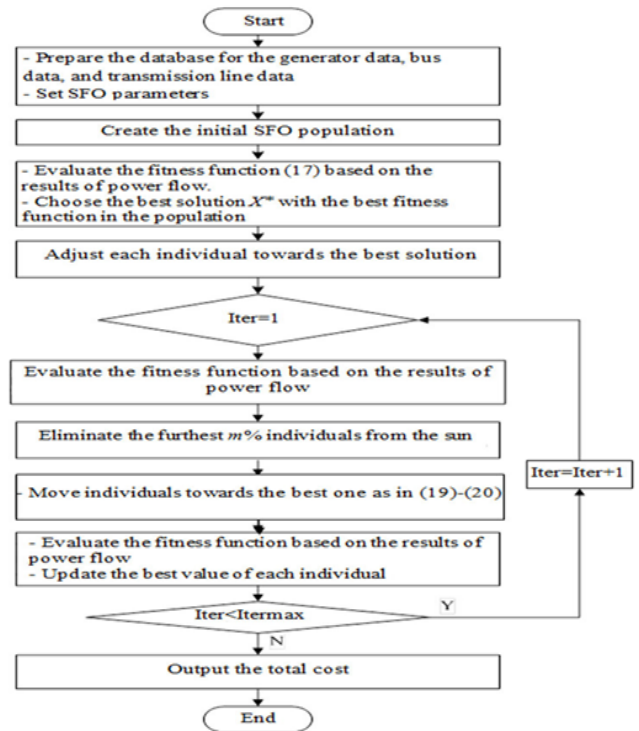 Start
- Prepare the database for the generator data, bus
data, and transmission line data
- Set SFO parameters
Create the initial SFO population
- Evaluate the fitness function (17) based on the
results of power flow.
- Choose the best solution X* with the best fitness
function in the population
Adjust each individual towards the best solution
Iter=1
Evaluate the fitness function based on the results of
power flow
Eliminate the furthest m% individuals from the sun
Iter=Iter+1
- Move individuals towards the best one as in (19)-(20)
- Evaluate the fitness function based on the results of
power flow
- Update the best value of each individual
Iter<Itermax
Y
N
Output the total cost
End